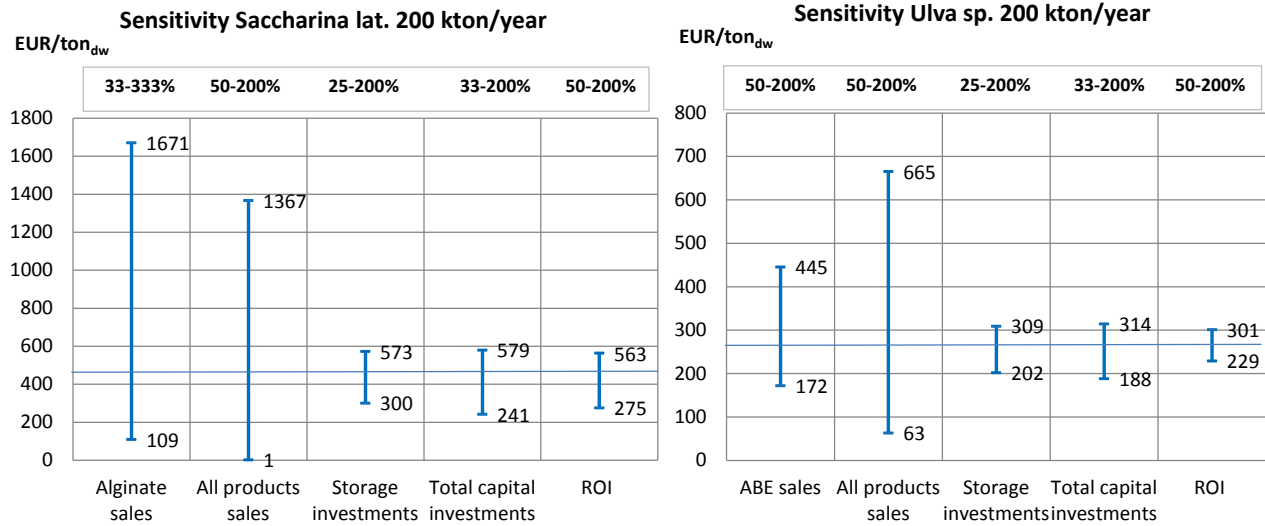 Sensitivity Saccharina lat. 200 kton/year
EUR/ton_dw
33-333% 50-200% 25-200% 33-200% 50-200%
1800
1600
1400
1200
1000
800
600
400
200
0
1671
109
1367
1
573
300
579
241
563
275
Alginate sales
All products sales
Storage investments
Total capital investments
ROI
Sensitivity Ulva sp. 200 kton/year
EUR/ton_dw
50-200% 50-200% 25-200% 33-200% 50-200%
800
700
600
500
400
300
200
100
0
445
172
665
63
309
202
314
188
301
229
ABE sales
All products sales
Storage investments
Total capital investments
ROI